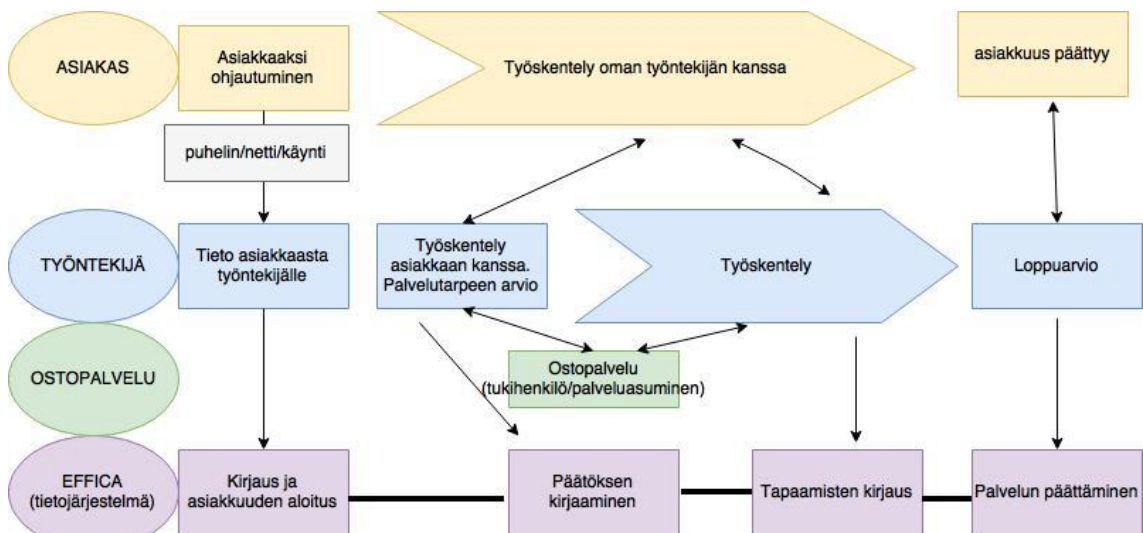 ASIAKAS
Asiakkaaksi
ohjautuminen
Työskentely oman työntekijän kanssa
asiakkuus päättyy
puhelin/netti/käynti
TYÖNTEKIJÄ
Tieto asiakkaasta
työntekijälle
Työskentely
asiakkaan kanssa.
Palvelutarpeen arvio
Työskentely
Loppuarvio
OSTOPALVELU
Ostopalvelu
(tukihenkilö/palveluasuminen)
EFFICA
(tietojärjestelmä)
Kirjaus ja
asiakkuuden aloitus
Päätöksen
kirjaaminen
Tapaamisten kirjaus
Palvelun päättäminen